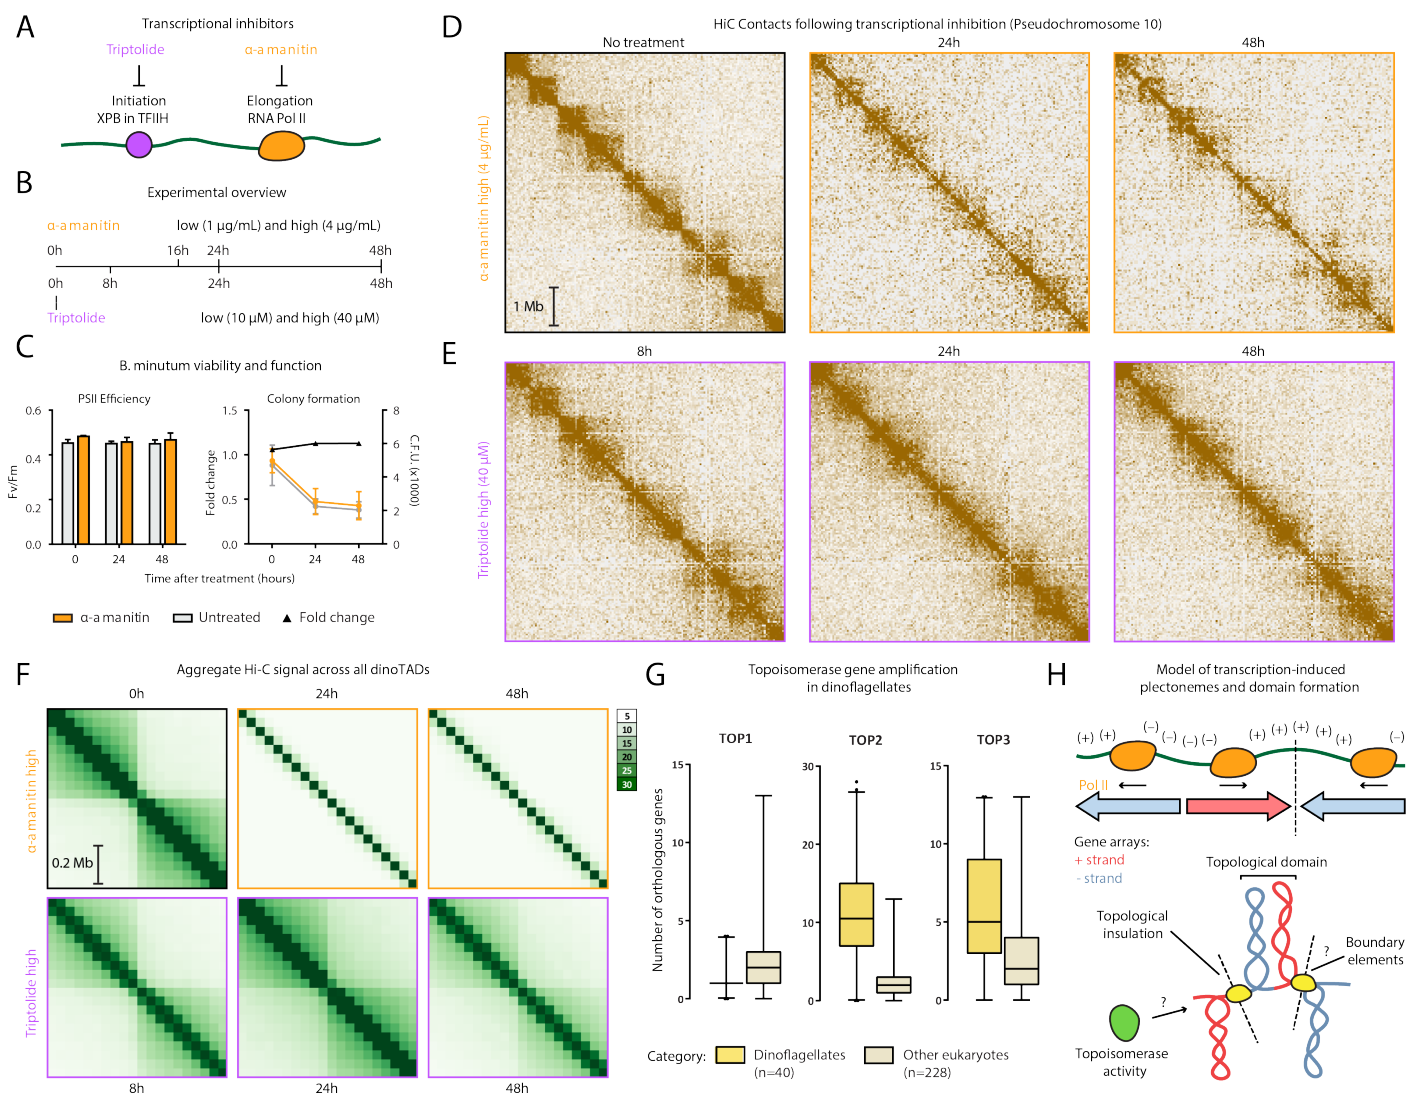 A
Transcriptional inhibitors
Triptolide
α-amanitin
Initiation
XPB in TFIIH
Elongation
RNA Pol II
B
Experimental overview
α-amanitin
low (1 µg/mL) and high (4 µg/mL)
0h 16h 24h 48h
0h 8h 24h 48h
Triptolide
low (10 µM) and high (40 µM)
C
B. minutum viability and function
PSII Efficiency
Fv/Fm
0.6
0.4
0.2
0.0
0 24 48
Colony formation
Fold change
1.5
1.0
0.5
0.0
8
6
4
2
0
C.F.U. (x1000)
0 24 48
Time after treatment (hours)
α-amanitin
Untreated
Fold change
D
HiC Contacts following transcriptional inhibition (Pseudochromosome 10)
No treatment
24h
48h
α-amanitin high (4 µg/mL)
1 Mb
E
8h
24h
48h
Triptolide high (40 µM)
F
Aggregate Hi-C signal across all dinoTADs
0h
24h
48h
α-amanitin high
0.2 Mb
5
10
15
20
25
30
Triptolide high
8h
24h
48h
G
Topoisomerase gene amplification
in dinoflagellates
Number of orthologous genes
TOP1
15
10
5
0
TOP2
30
20
10
0
TOP3
15
10
5
0
Category:
Dinoflagellates
(n=40)
Other eukaryotes
(n=228)
H
Model of transcription-induced
plectonemes and domain formation
(+) (+) (−) (−) (−) (−) (+) (+) (+) (+) (+) (−)
Pol II
Gene arrays:
+ strand
- strand
Topological domain
Topological
insulation
?
Boundary
elements
?
Topoisomerase
activity